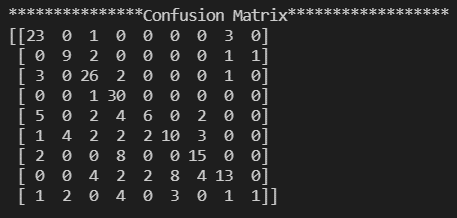 ***************Confusion Matrix******************
[[23  0  1  0  0  0  0  3  0]
 [ 0  9  2  0  0  0  0  1  1]
 [ 3  0 26  2  0  0  0  1  0]
 [ 0  0  1 30  0  0  0  0  0]
 [ 5  0  2  4  6  0  2  0  0]
 [ 1  4  2  2  2 10  3  0  0]
 [ 2  0  0  8  0  0 15  0  0]
 [ 0  0  4  2  2  8  4 13  0]
 [ 1  2  0  4  0  3  0  1  1]]